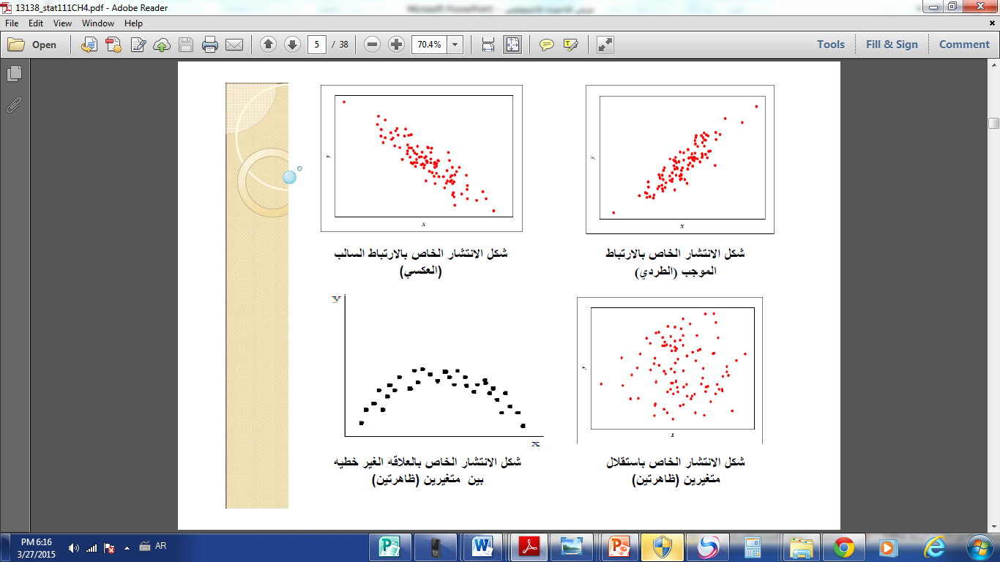 13138_stat111CH4.pdf - Adobe Reader
File Edit View Window Help
Open 5 / 38 70.4% Tools Fill & Sign Comment
y
x
y
x
شكل الانتشار الخاص بالارتباط
الموجب (الطردي)
شكل الانتشار الخاص بالارتباط السالب
(العكسي)
y
x
y
x
شكل الانتشار الخاص باستقلال
متغيرين (ظاهرتين)
شكل الانتشار الخاص بالعلاقه الغير خطيه
بين متغيرين (ظاهرتين)
PM 6:16
3/27/2015
AR